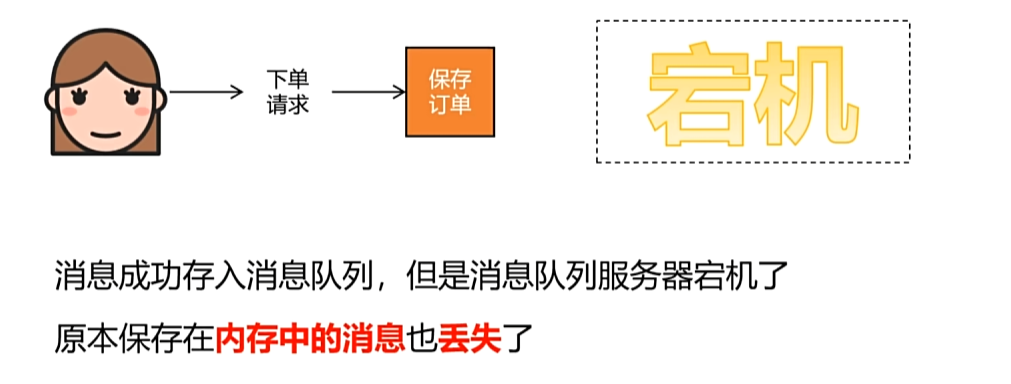 下单
请求
保存
订单
宕机
消息成功存入消息队列，但是消息队列服务器宕机了
原本保存在内存中的消息也丢失了